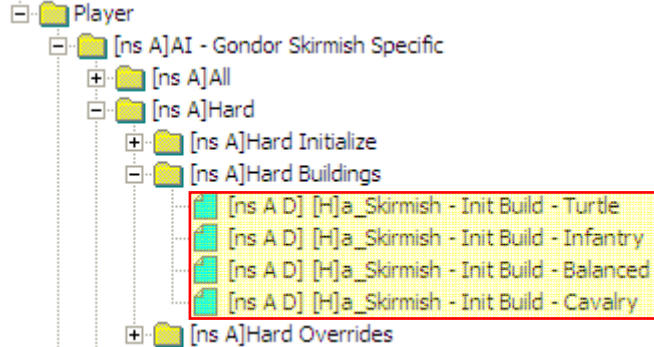 Player
[ns A]AI - Gondor Skirmish Specific
[ns A]All
[ns A]Hard
[ns A]Hard Initialize
[ns A]Hard Buildings
[ns A D] [H]a_Skirmish - Init Build - Turtle
[ns A D] [H]a_Skirmish - Init Build - Infantry
[ns A D] [H]a_Skirmish - Init Build - Balanced
[ns A D] [H]a_Skirmish - Init Build - Cavalry
[ns A]Hard Overrides